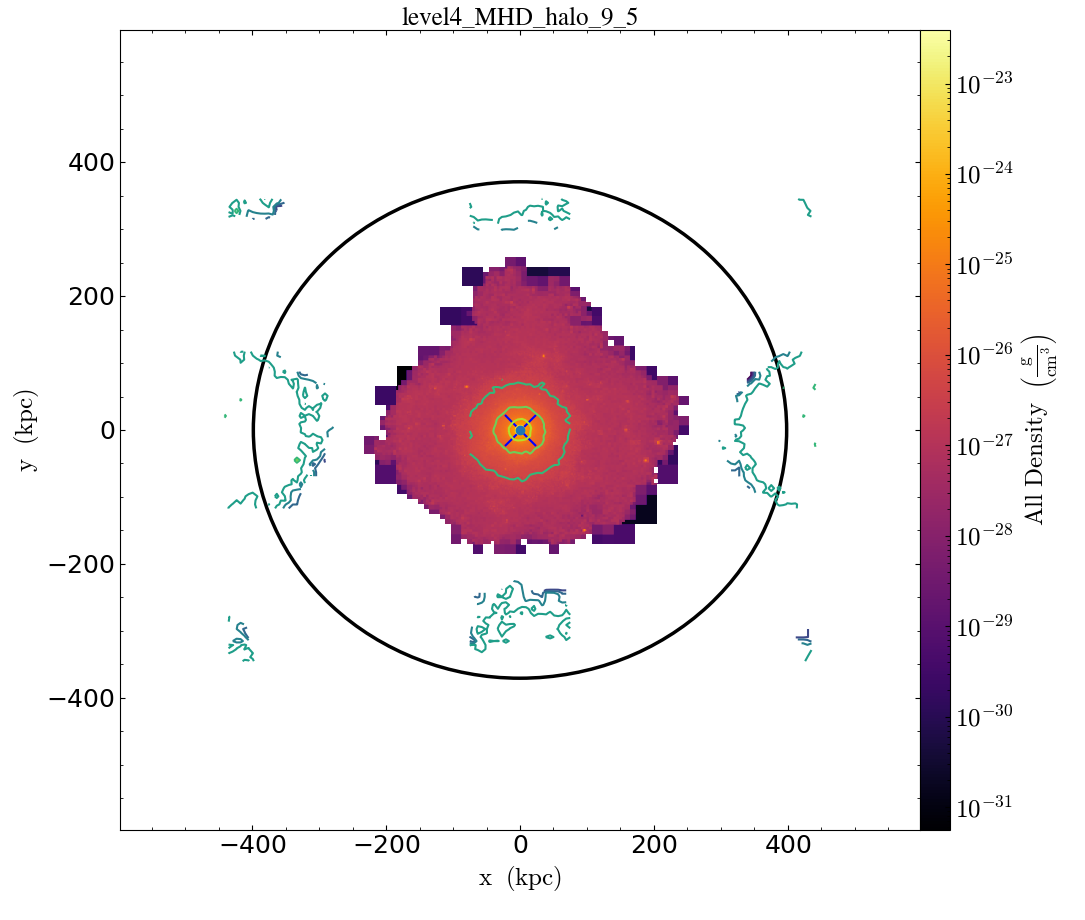 level4_MHD_halo_9_5
400
200
0
−200
−400
y (kpc)
−400 −200 0 200 400
x (kpc)
10^{-23}
10^{-24}
10^{-25}
10^{-26}
10^{-27}
10^{-28}
10^{-29}
10^{-30}
10^{-31}
All Density (g/cm^3)